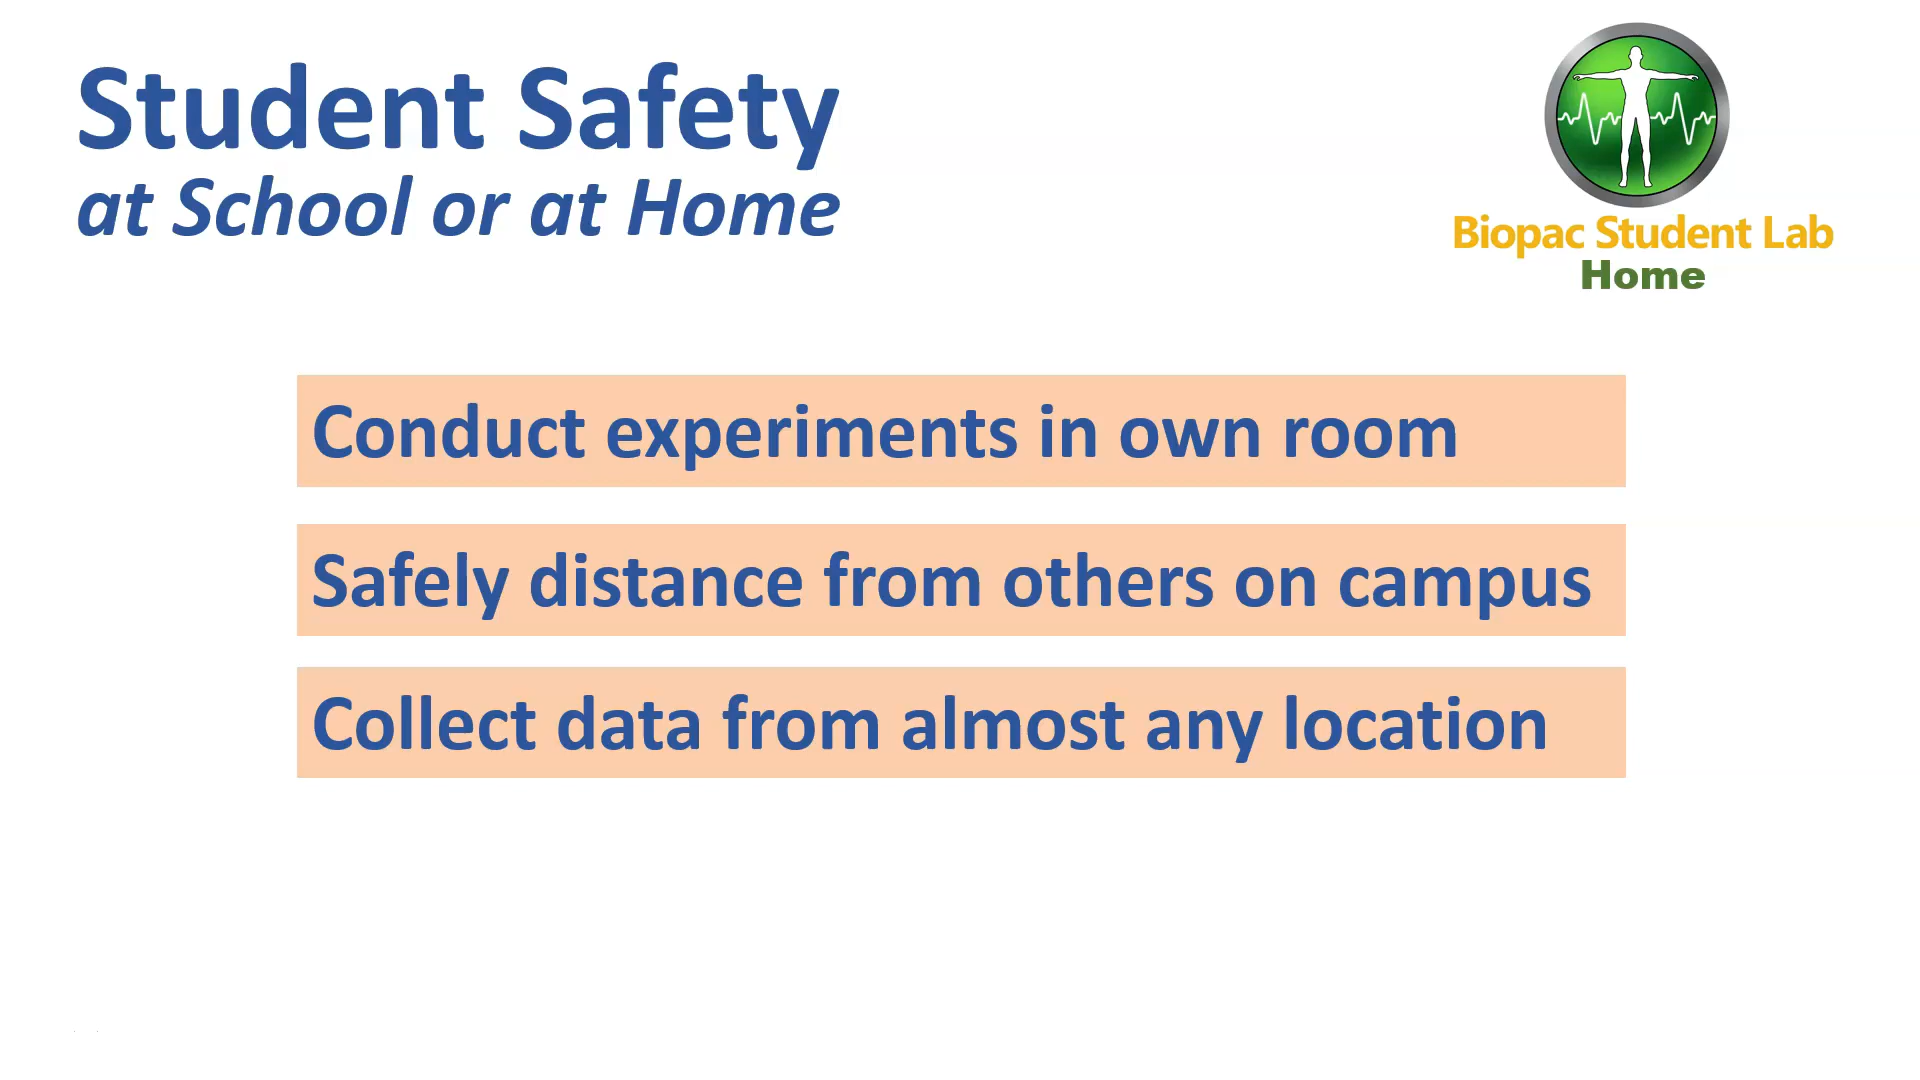 Student Safety
at School or at Home
Biopac Student Lab
Home
Conduct experiments in own room
Safely distance from others on campus
Collect data from almost any location